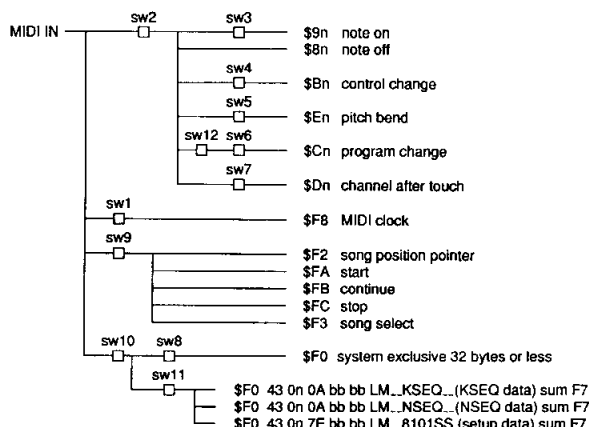 sw2 sw3
MIDI IN $9n note on
$8n note off
sw4
$Bn control change
sw5
$En pitch bend
sw12 sw6
$Cn program change
sw7
$Dn channel after touch
sw1
$F8 MIDI clock
sw9
$F2 song position pointer
$FA start
$FB continue
$FC stop
$F3 song select
sw10 sw8
$F0 system exclusive 32 bytes or less
sw11
$F0 43 0n 0A bb bb LM__KSEQ__(KSEQ data) sum F7
$F0 43 0n 0A bb bb LM__NSEQ__(NSEQ data) sum F7
$F0 43 0n 7E bb bb LM__8101SS (setup data) sum F7